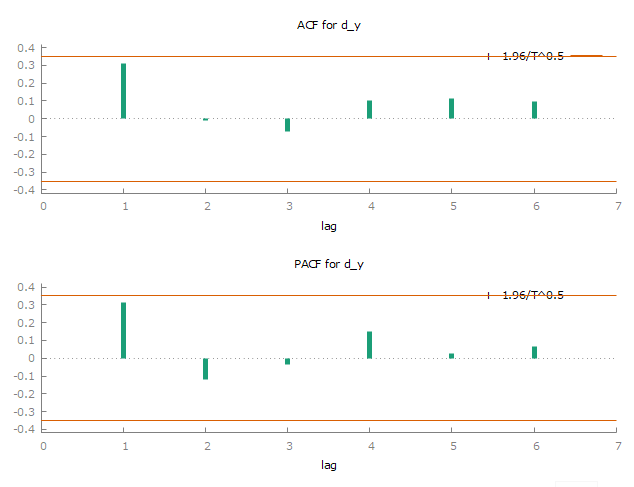 ACF for d_y
+- 1.96/T^0.5
0.4
0.3
0.2
0.1
0
-0.1
-0.2
-0.3
-0.4
0 1 2 3 4 5 6 7
lag
PACF for d_y
+- 1.96/T^0.5
0.4
0.3
0.2
0.1
0
-0.1
-0.2
-0.3
-0.4
0 1 2 3 4 5 6 7
lag